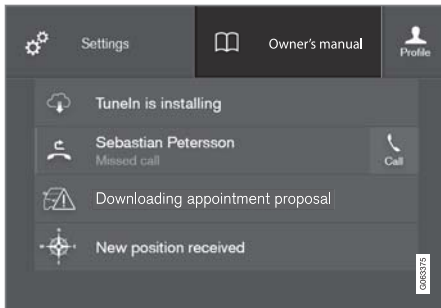 Settings
Owner's manual
Profile
TuneIn is installing
Sebastian Petersson
Missed call
Call
Downloading appointment proposal
New position received
G063375